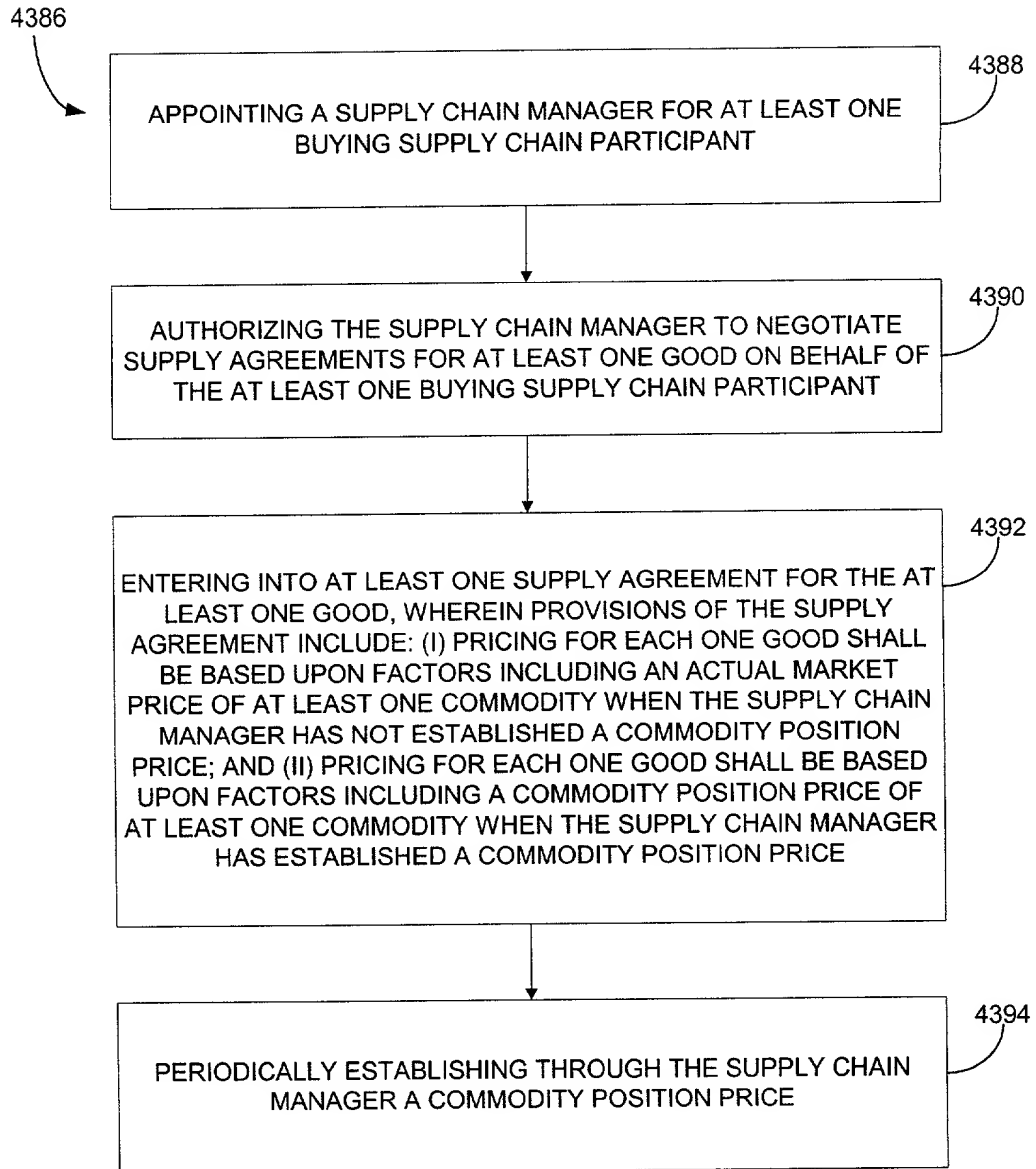 4386
4388
APPOINTING A SUPPLY CHAIN MANAGER FOR AT LEAST ONE
BUYING SUPPLY CHAIN PARTICIPANT
4390
AUTHORIZING THE SUPPLY CHAIN MANAGER TO NEGOTIATE
SUPPLY AGREEMENTS FOR AT LEAST ONE GOOD ON BEHALF OF
THE AT LEAST ONE BUYING SUPPLY CHAIN PARTICIPANT
4392
ENTERING INTO AT LEAST ONE SUPPLY AGREEMENT FOR THE AT
LEAST ONE GOOD, WHEREIN PROVISIONS OF THE SUPPLY
AGREEMENT INCLUDE: (I) PRICING FOR EACH ONE GOOD SHALL
BE BASED UPON FACTORS INCLUDING AN ACTUAL MARKET
PRICE OF AT LEAST ONE COMMODITY WHEN THE SUPPLY CHAIN
MANAGER HAS NOT ESTABLISHED A COMMODITY POSITION
PRICE; AND (II) PRICING FOR EACH ONE GOOD SHALL BE BASED
UPON FACTORS INCLUDING A COMMODITY POSITION PRICE OF
AT LEAST ONE COMMODITY WHEN THE SUPPLY CHAIN MANAGER
HAS ESTABLISHED A COMMODITY POSITION PRICE
4394
PERIODICALLY ESTABLISHING THROUGH THE SUPPLY CHAIN
MANAGER A COMMODITY POSITION PRICE